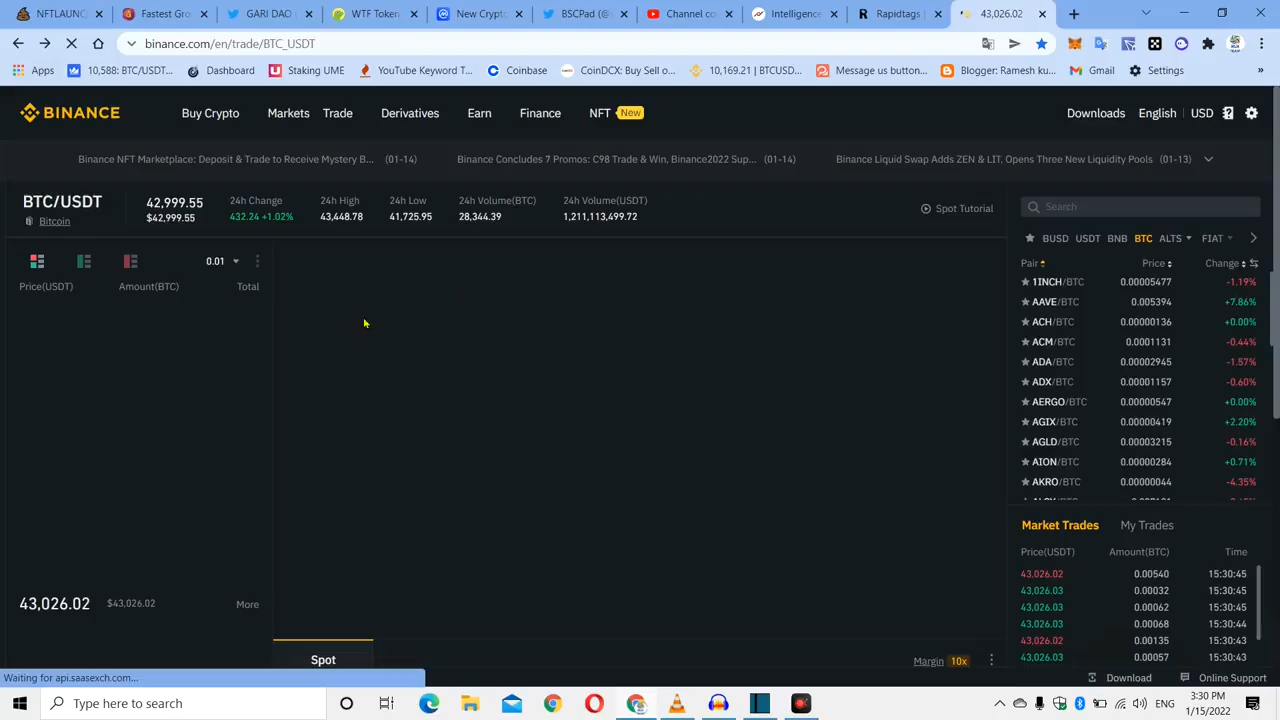 NFTLAUNC
Fastest Grow
GARI DAO
WTF Token
New Crypto
BSCPad (@
Channel co
Intelligence
Rapidtags |
43,026.02
binance.com/en/trade/BTC_USDT
Apps
10,588: BTC/USDT...
Dashboard
Staking UME
YouTube Keyword T...
Coinbase
CoinDCX: Buy sel o...
10,169.21 | BTCUSD...
Message us button...
Blogger: Ramesh ku...
Gmail
Settings
BINANCE
Buy Crypto
Markets
Trade
Derivatives
Earn
Finance
NFT New
Downloads
English
USD
Binance NFT Marketplace: Deposit & Trade to Receive Mystery B... (01-14)
Binance Concludes 7 Promos: C98 Trade & Win, Binance2022 Sup... (01-14)
Binance Liquid Swap Adds ZEN & LIT, Opens Three New Liquidity Pools (01-13)
BTC/USDT
Bitcoin
42,999.55
$42,999.55
24h Change
432.24 +1.02%
24h High
43,448.78
24h Low
41,725.95
24h Volume(BTC)
28,344.39
24h Volume(USDT)
1,211,113,499.72
Spot Tutorial
Search
BUSD USDT BNB BTC ALTS FIAT
0.01
Price(USDT) Amount(BTC) Total
43,026.02 $43,026.02 More
Spot
Margin 10x
Pair Price Change
1INCH/BTC 0.00005477 -1.19%
AAVE/BTC 0.005394 +7.86%
ACH/BTC 0.00000136 +0.00%
ACM/BTC 0.0001131 -0.44%
ADA/BTC 0.00002945 -1.57%
ADX/BTC 0.00001157 -0.60%
AERGO/BTC 0.00000547 +0.00%
AGIX/BTC 0.00000419 +2.20%
AGLD/BTC 0.00003215 -0.16%
AION/BTC 0.00000284 +0.71%
AKRO/BTC 0.00000044 -4.35%
Market Trades My Trades
Price(USDT) Amount(BTC) Time
43,026.02 0.00540 15:30:45
43,026.03 0.00032 15:30:45
43,026.03 0.00062 15:30:45
43,026.03 0.00068 15:30:44
43,026.02 0.00135 15:30:43
43,026.03 0.00057 15:30:43
Waiting for api.saasexch.com...
Download
Online Support
Type here to search
ENG
3:30 PM
1/15/2022